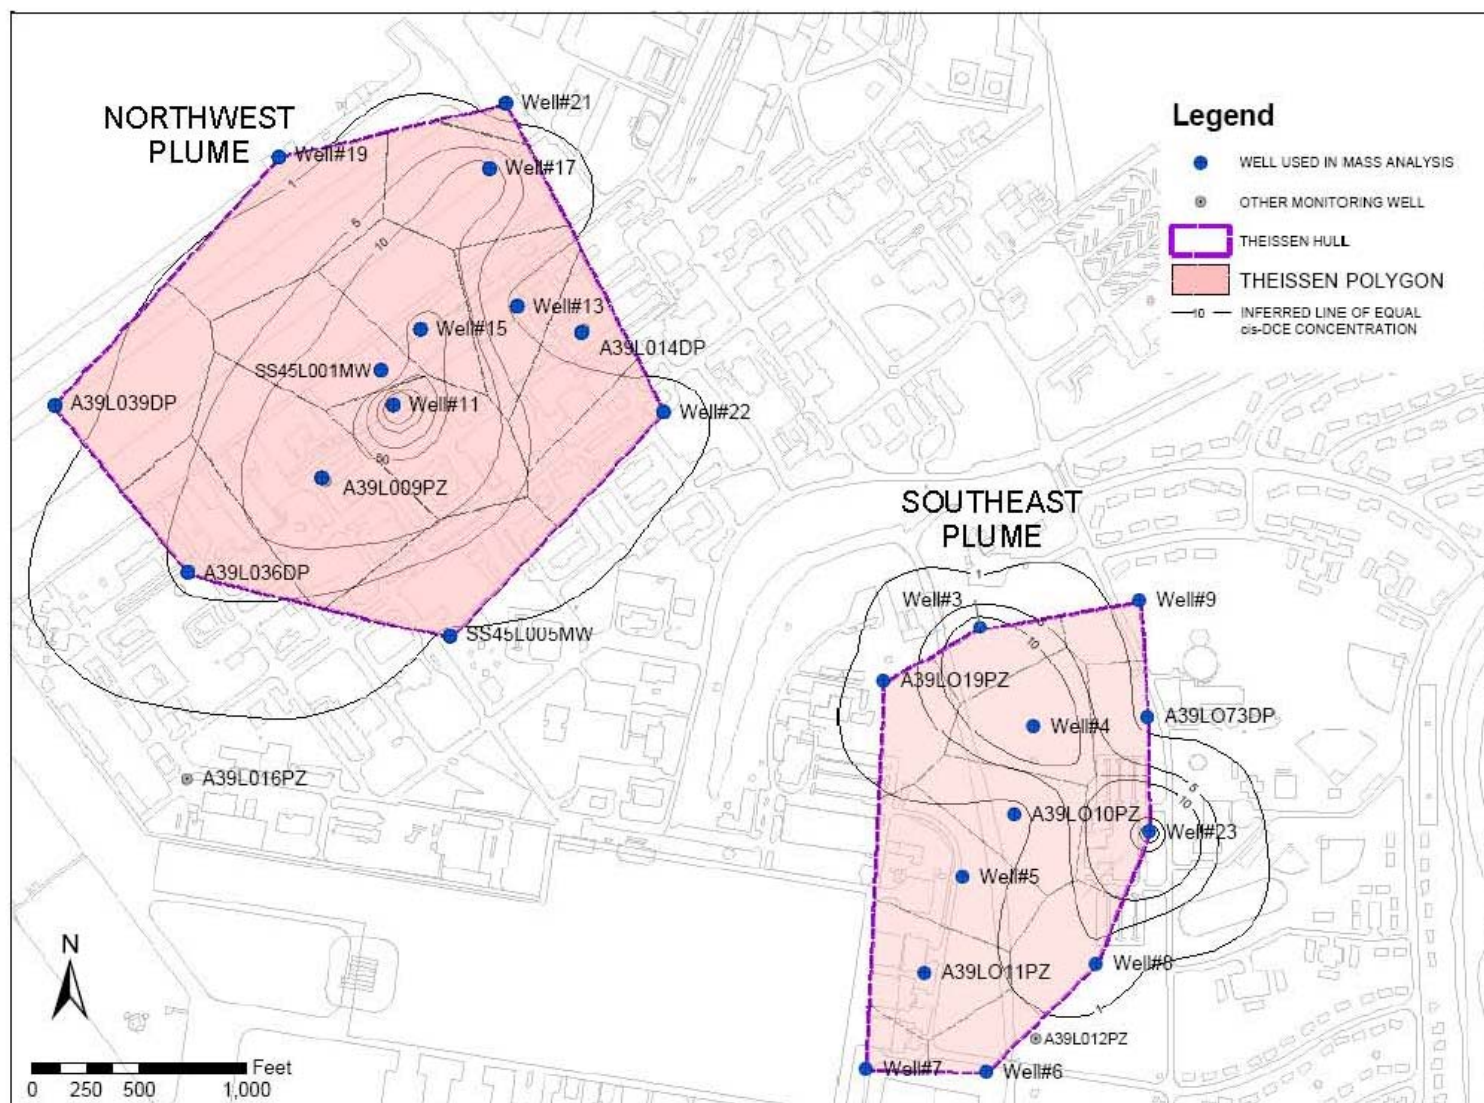 NORTHWEST
PLUME
Well#21
Well#19
Well#17
1
5
10
Well#13
Well#15
A39L014DP
SS45L001MW
A39L039DP
Well#11
Well#22
A39L009PZ
A39L036DP
SS45L005MW
A39L016PZ
Legend
WELL USED IN MASS ANALYSIS
OTHER MONITORING WELL
THEISSEN HULL
THEISSEN POLYGON
10
INFERRED LINE OF EQUAL
cis-DCE CONCENTRATION
SOUTHEAST
PLUME
1
Well#3
Well#9
10
A39LO19PZ
Well#4
A39LO73DP
5
10
A39LO10PZ
Well#23
Well#5
A39LO11PZ
Well#8
1
A39L012PZ
Well#7
Well#6
N
Feet
0 250 500 1,000